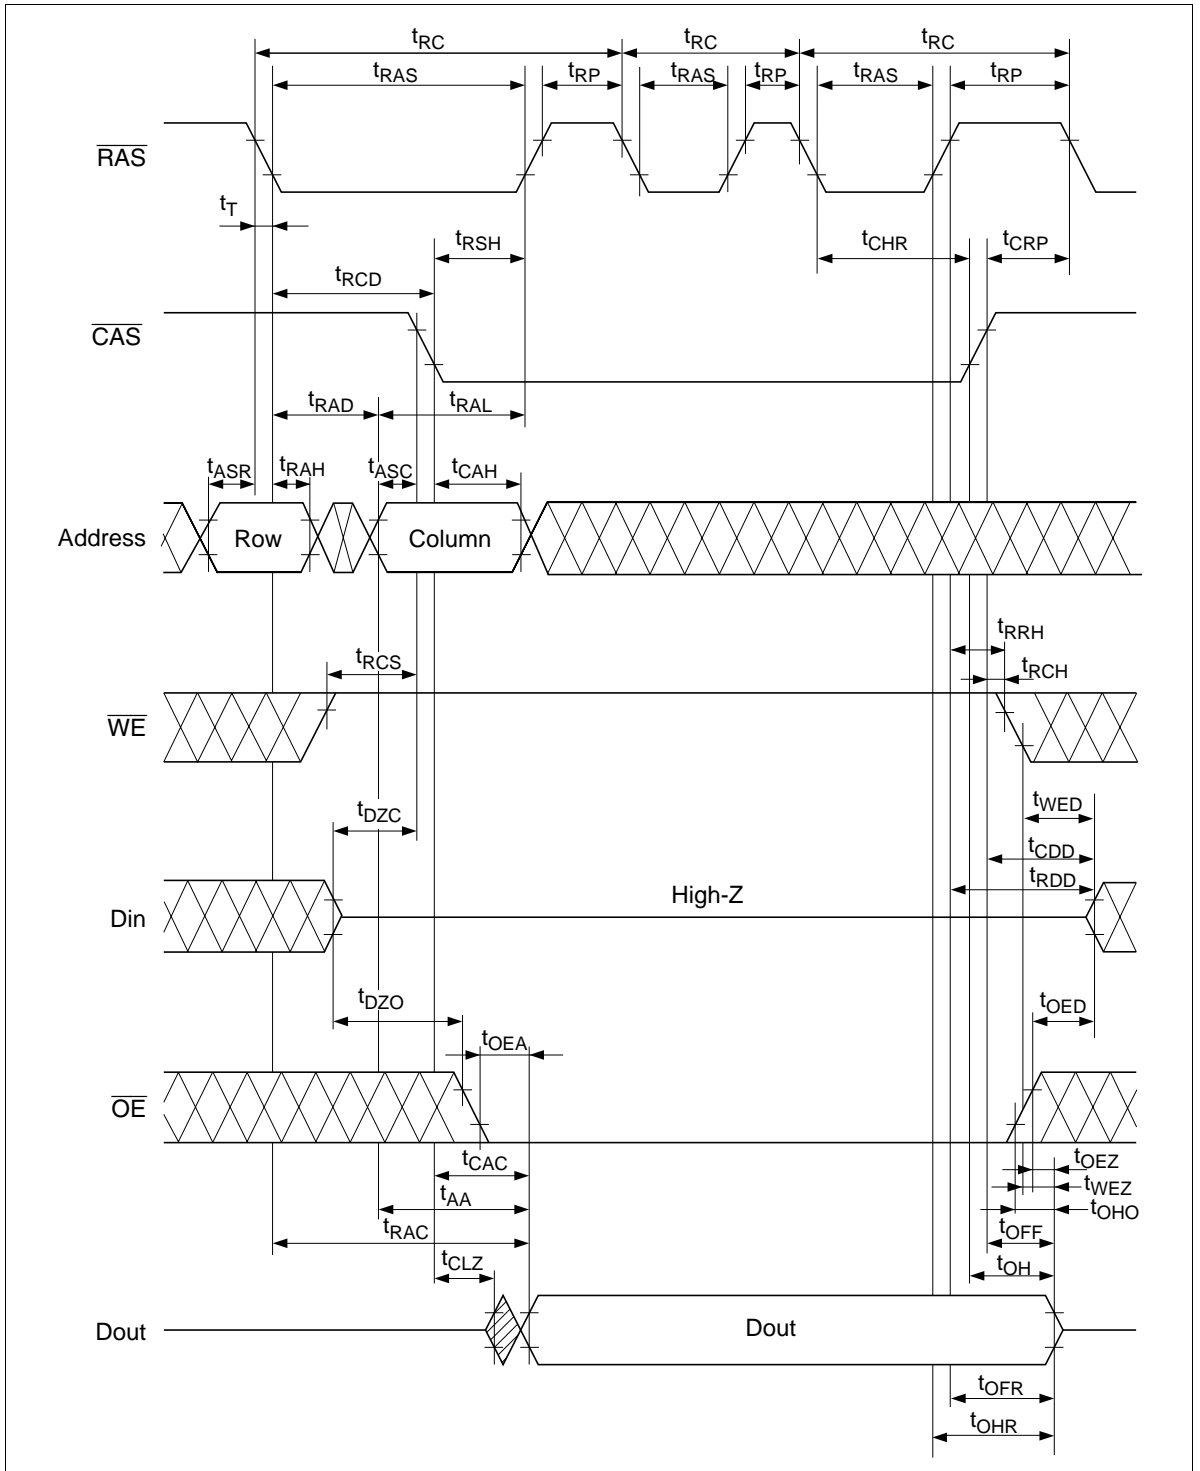 tRC tRC tRC
tRAS tRP tRAS tRP tRAS tRP
RAS
tT
tRSH tCHR tCRP
tRCD
CAS
tRAD tRAL
tASR tRAH tASC tCAH
Address Row Column
tRRH
tRCS tRCH
WE
tDZC tWED
tCDD
tRDD
Din High-Z
tDZO tOED
tOEA
OE
tCAC tOEZ
tAA tWEZ
tOHO
tRAC tOFF
tCLZ tOH
Dout Dout
tOFR
tOHR